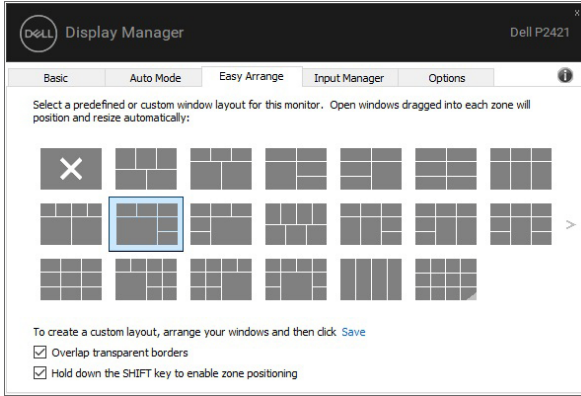 DELL Display Manager
Dell P2421
Basic
Auto Mode
Easy Arrange
Input Manager
Options
Select a predefined or custom window layout for this monitor. Open windows dragged into each zone will
position and resize automatically:
To create a custom layout, arrange your windows and then click Save
Overlap transparent borders
Hold down the SHIFT key to enable zone positioning